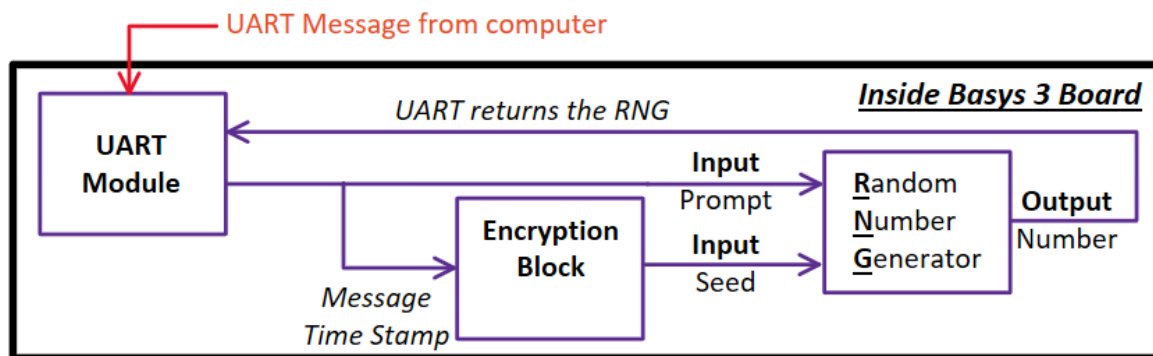 UART Message from computer
Inside Basys 3 Board
UART returns the RNG
UART
Module
Input
Prompt
Encryption
Block
Input
Seed
Message
Time Stamp
Random
Number
Generator
Output
Number